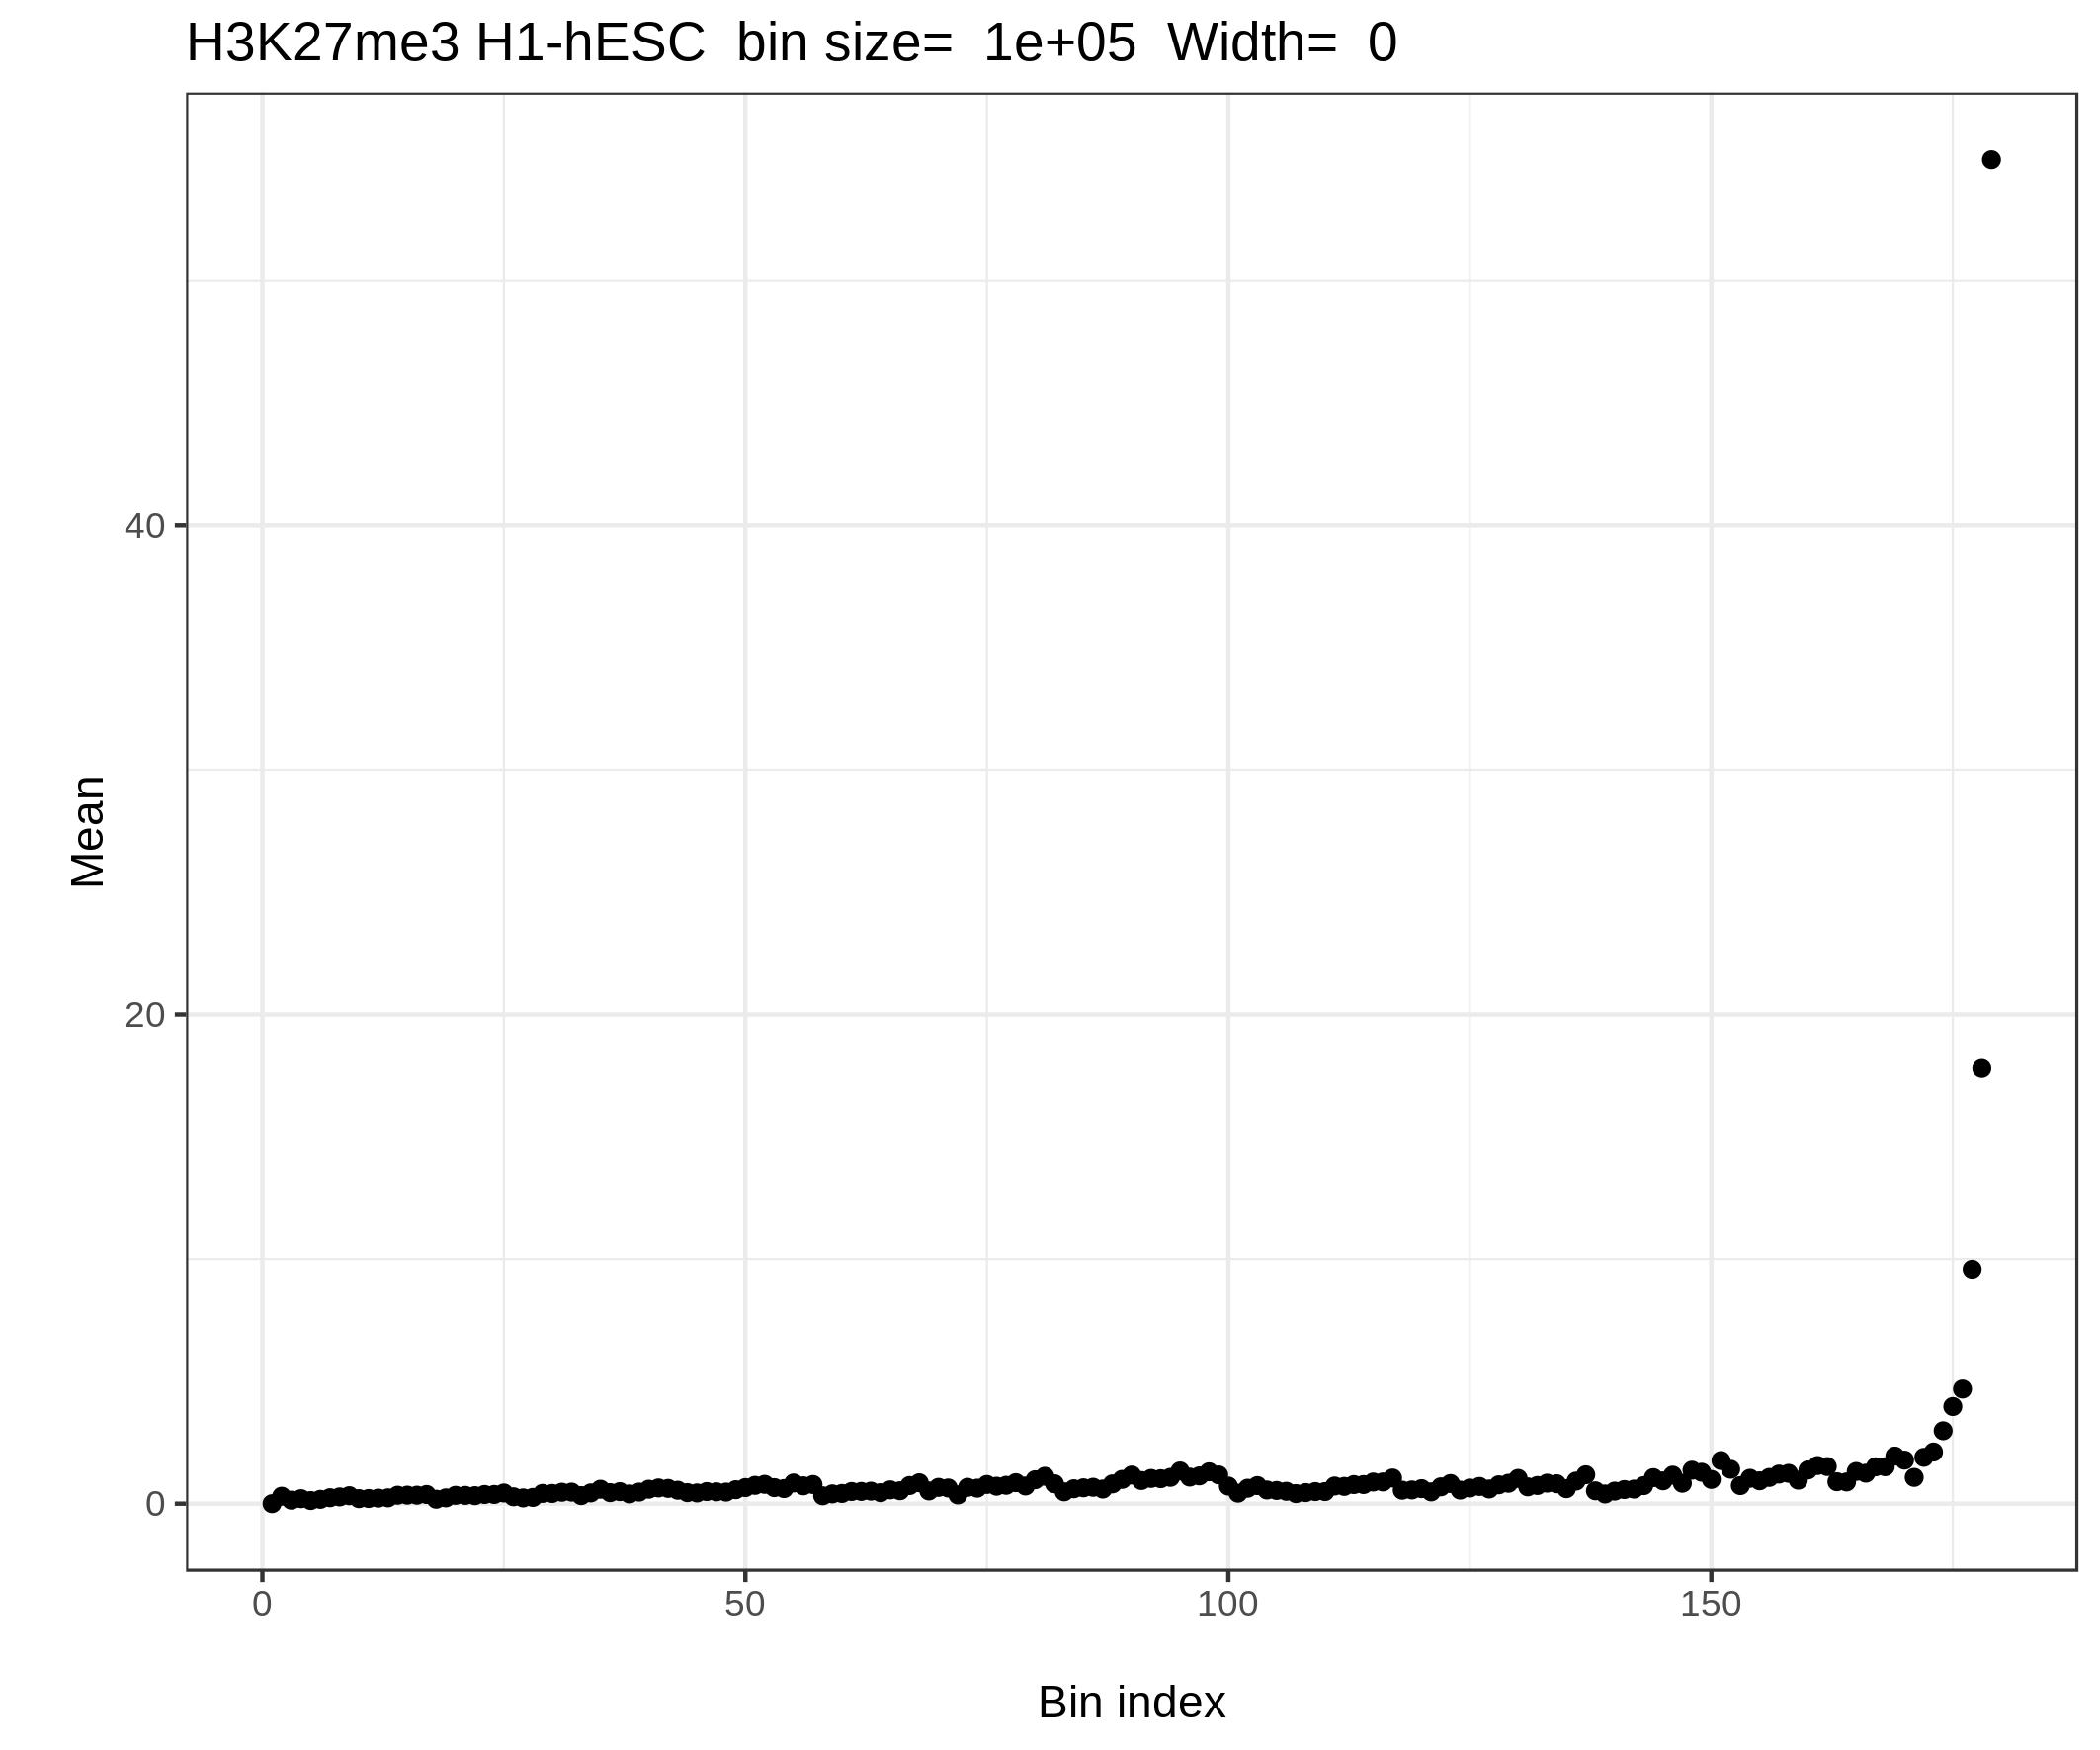 H3K27me3 H1-hESC  bin size=  1e+05  Width=  0
Mean
40
20
0
0 50 100 150
Bin index